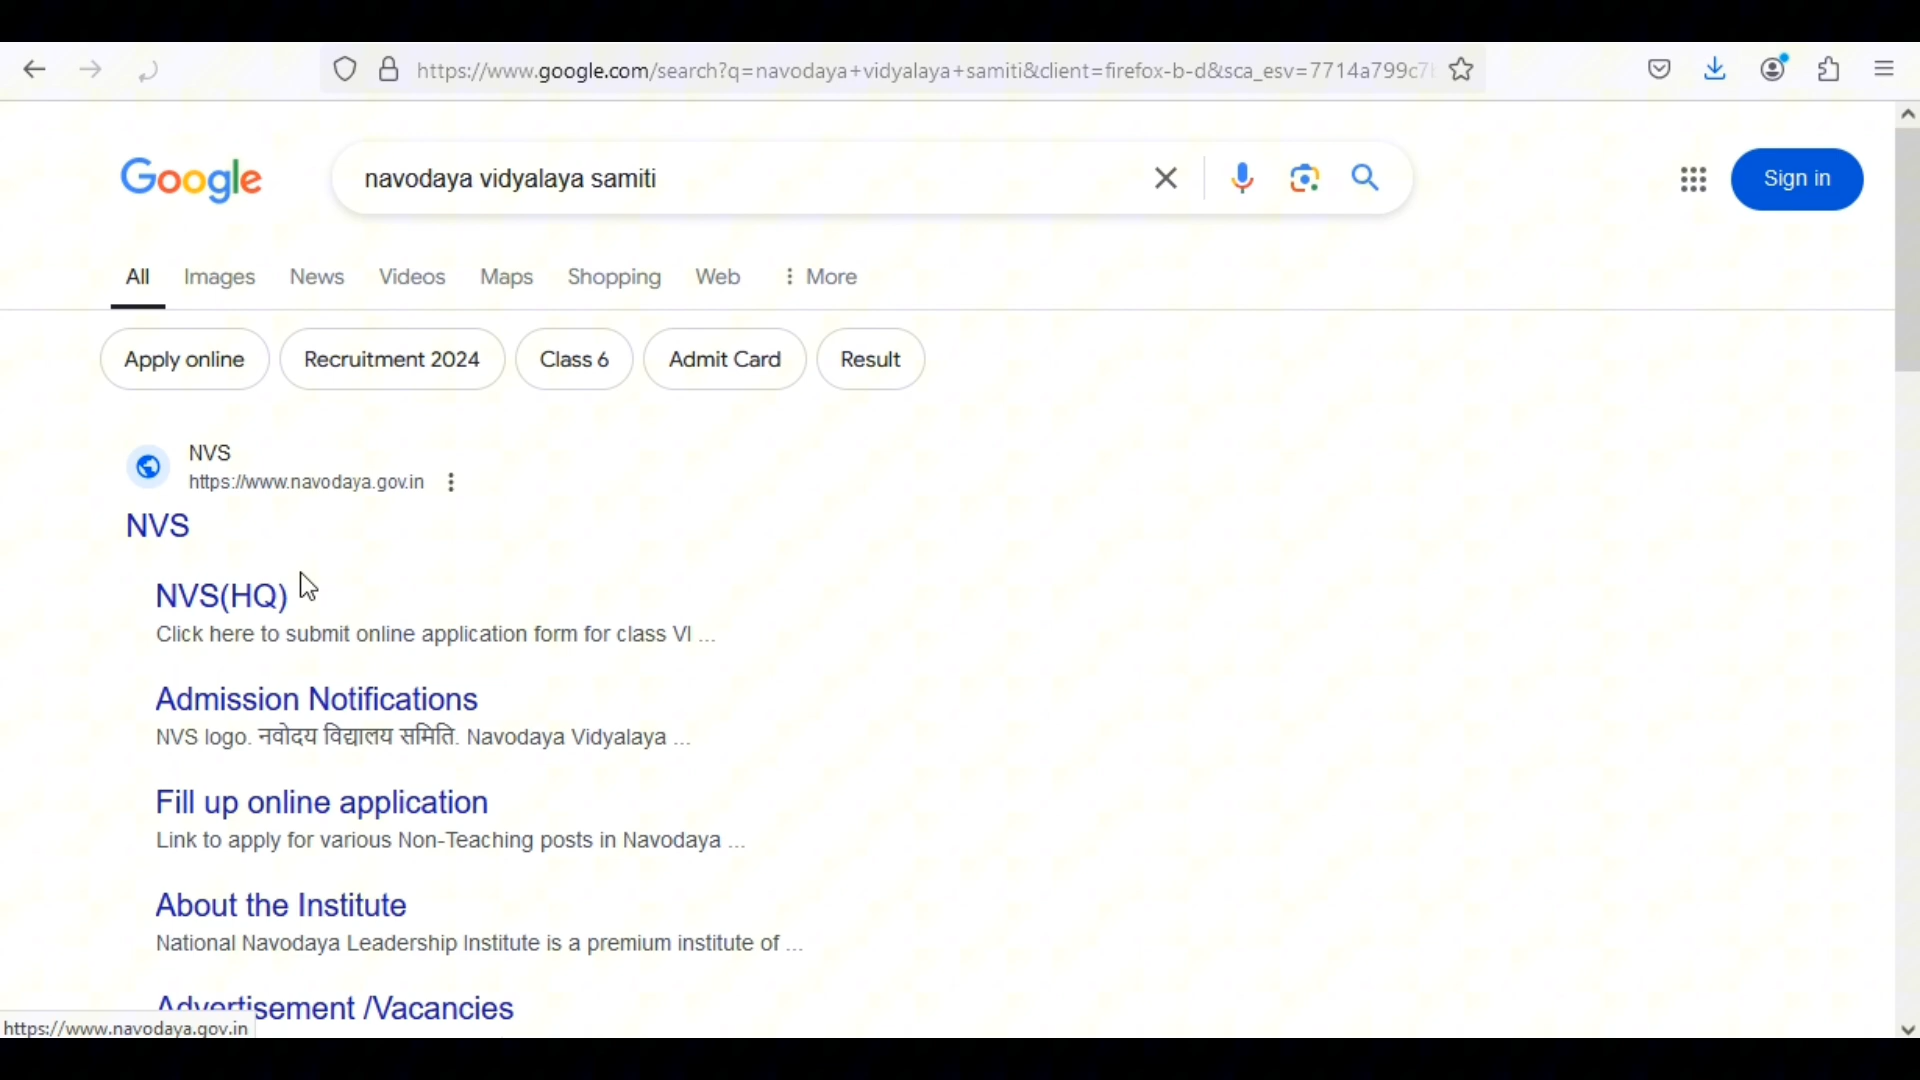 https://www.google.com/search?q=navodaya+vidyalaya+samiti&client=firefox-b-d&sca_esv=7714a799c7
Google
navodaya vidyalaya samiti
Sign in
All Images News Videos Maps Shopping Web More
Apply online Recruitment 2024 Class 6 Admit Card Result
NVS
https://www.navodaya.gov.in
NVS
NVS(HQ)
Click here to submit online application form for class VI ...
Admission Notifications
NVS logo. नवोदय विद्यालय समिति. Navodaya Vidyalaya ...
Fill up online application
Link to apply for various Non-Teaching posts in Navodaya ...
About the Institute
National Navodaya Leadership Institute is a premium institute of ...
Advertisement /Vacancies
https://www.navodaya.gov.in